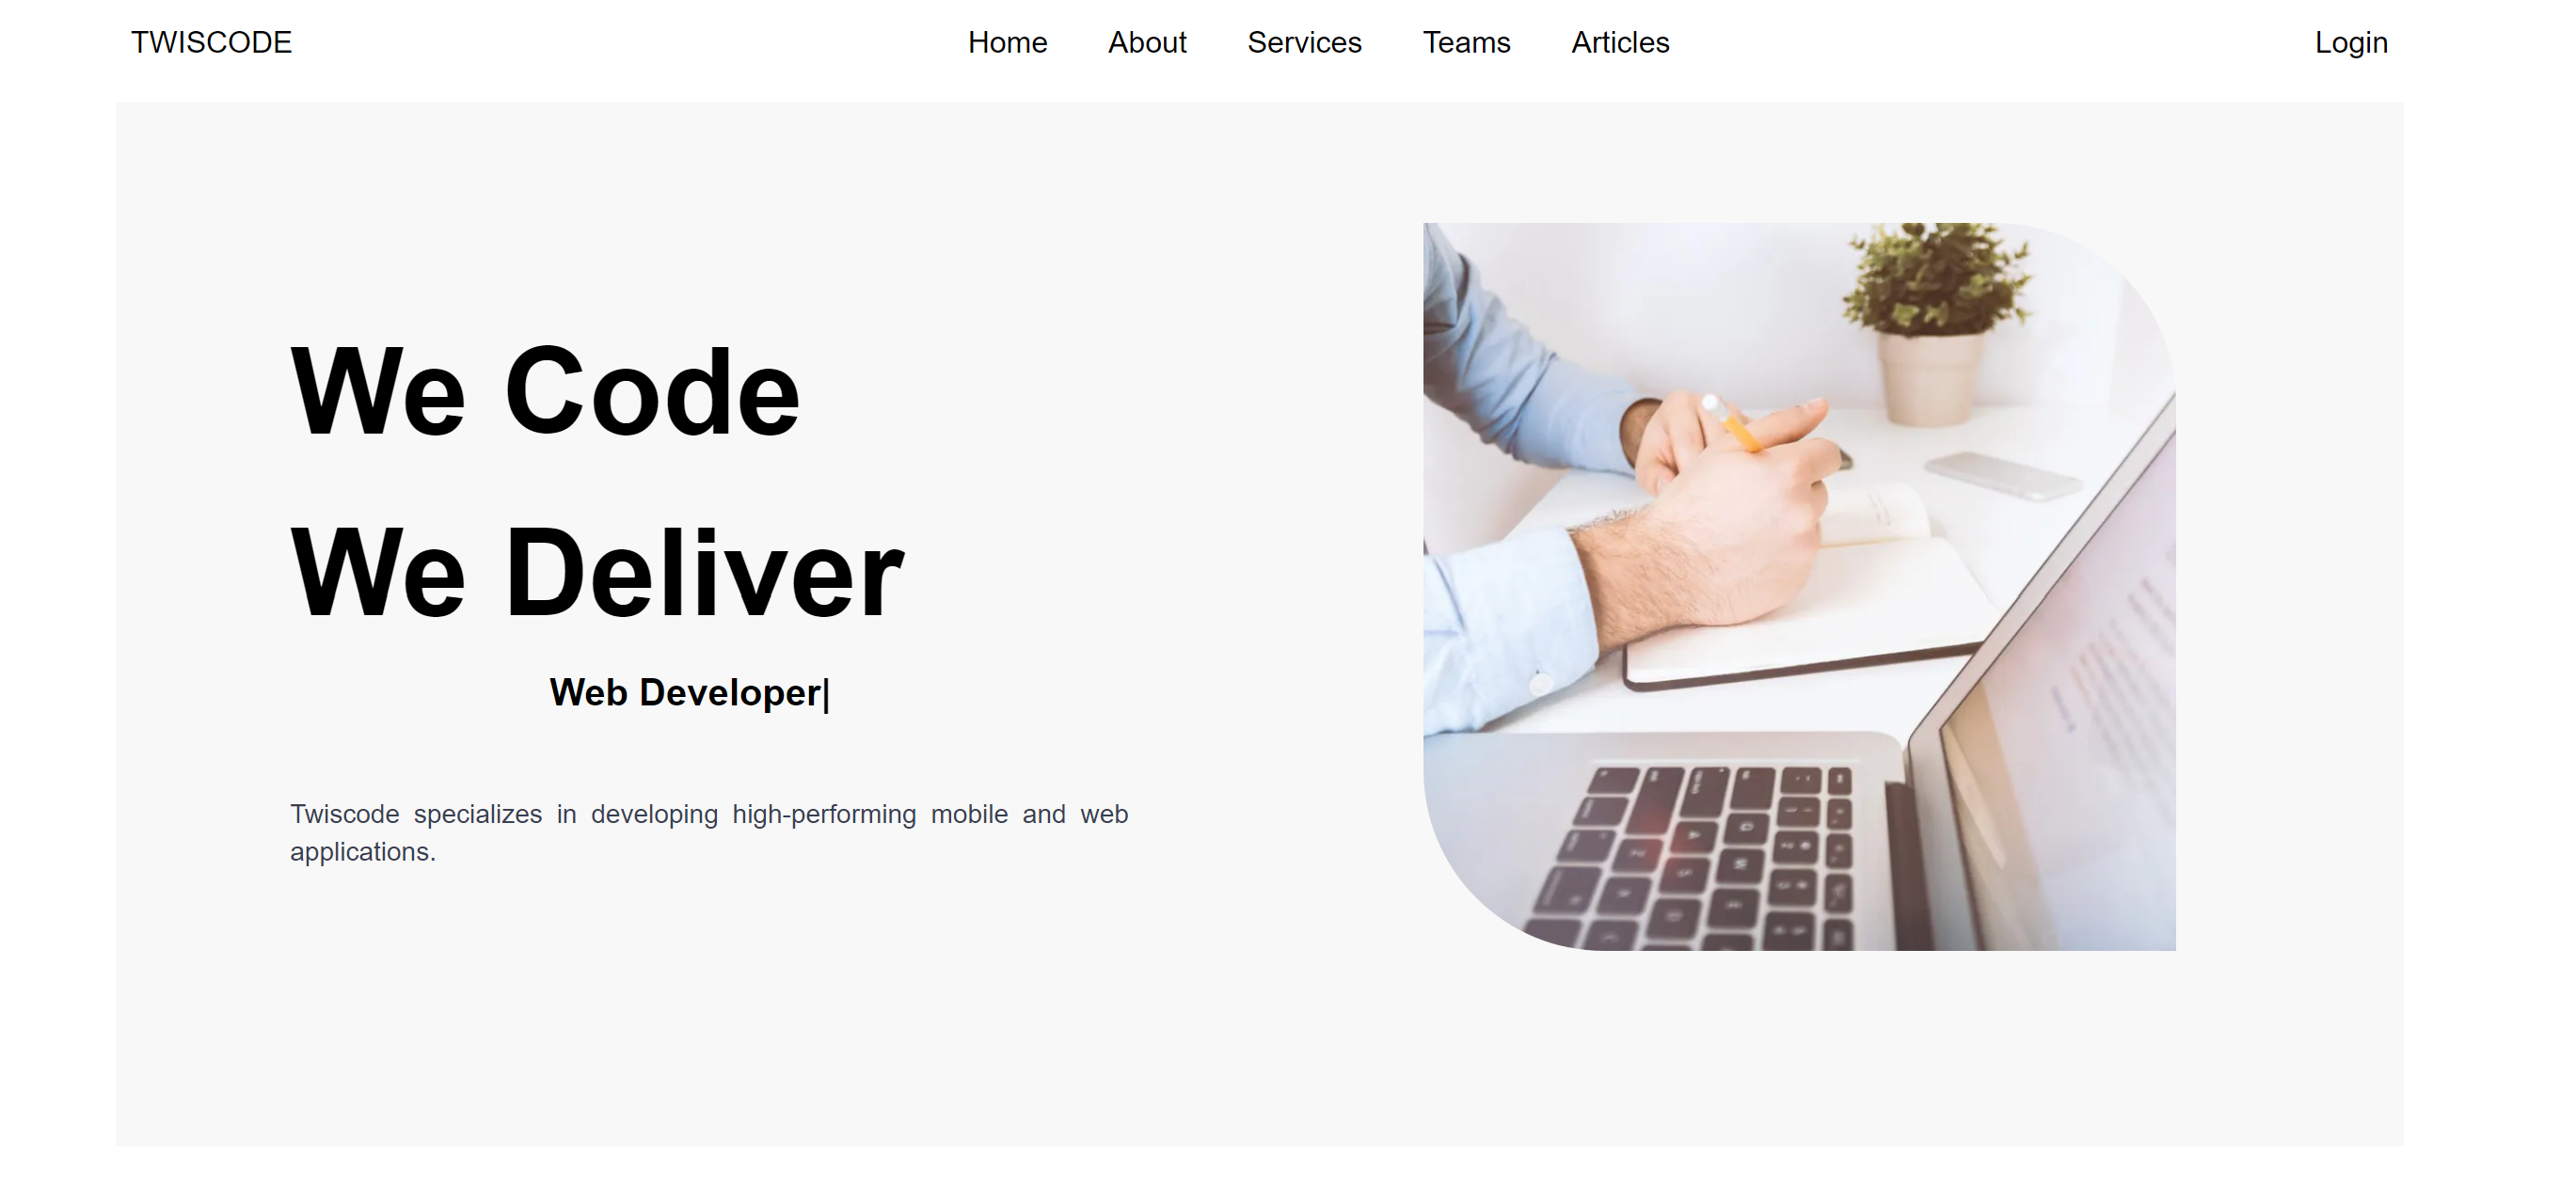 TWISCODE
Home About Services Teams Articles
Login
We Code
We Deliver
Web Developer|
Twiscode specializes in developing high-performing mobile and web
applications.